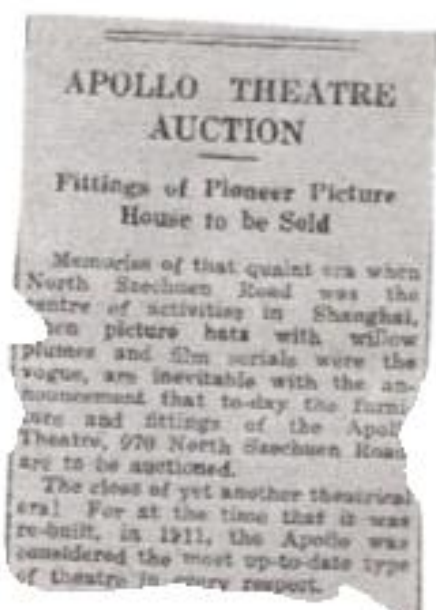 APOLLO THEATRE
AUCTION
Fittings of Pioneer Picture
House to be Sold
Memories of that quaint era when
North Szechuen Road was the
entre of activities in Shanghai,
hen picture hats with willow
plumes and film serials were the
vogue, are inevitable with the an-
nouncement that to-day the furni-
ture and fittings of the Apoll
Theatre, 970 North Szechuen Road
are to be auctioned.
The close of yet another theatrical
era! For at the time that it was
re-built, in 1911, the Apollo was
considered the most up-to-date type
of theatre in every respect.